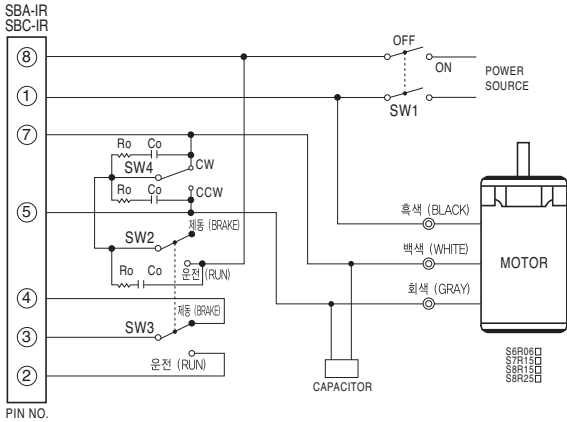 SBA-IR
SBC-IR
8
OFF
ON
POWER
SOURCE
1
SW1
7
Ro
Co
SW4
CW
Ro
Co
CCW
5
흑색 (BLACK)
제동 (BRAKE)
SW2
백색 (WHITE)
MOTOR
Ro
Co
운전 (RUN)
회색 (GRAY)
4
제동 (BRAKE)
3
SW3
운전 (RUN)
2
CAPACITOR
S6R06□
S7R15□
S8R15□
S8R25□
PIN NO.